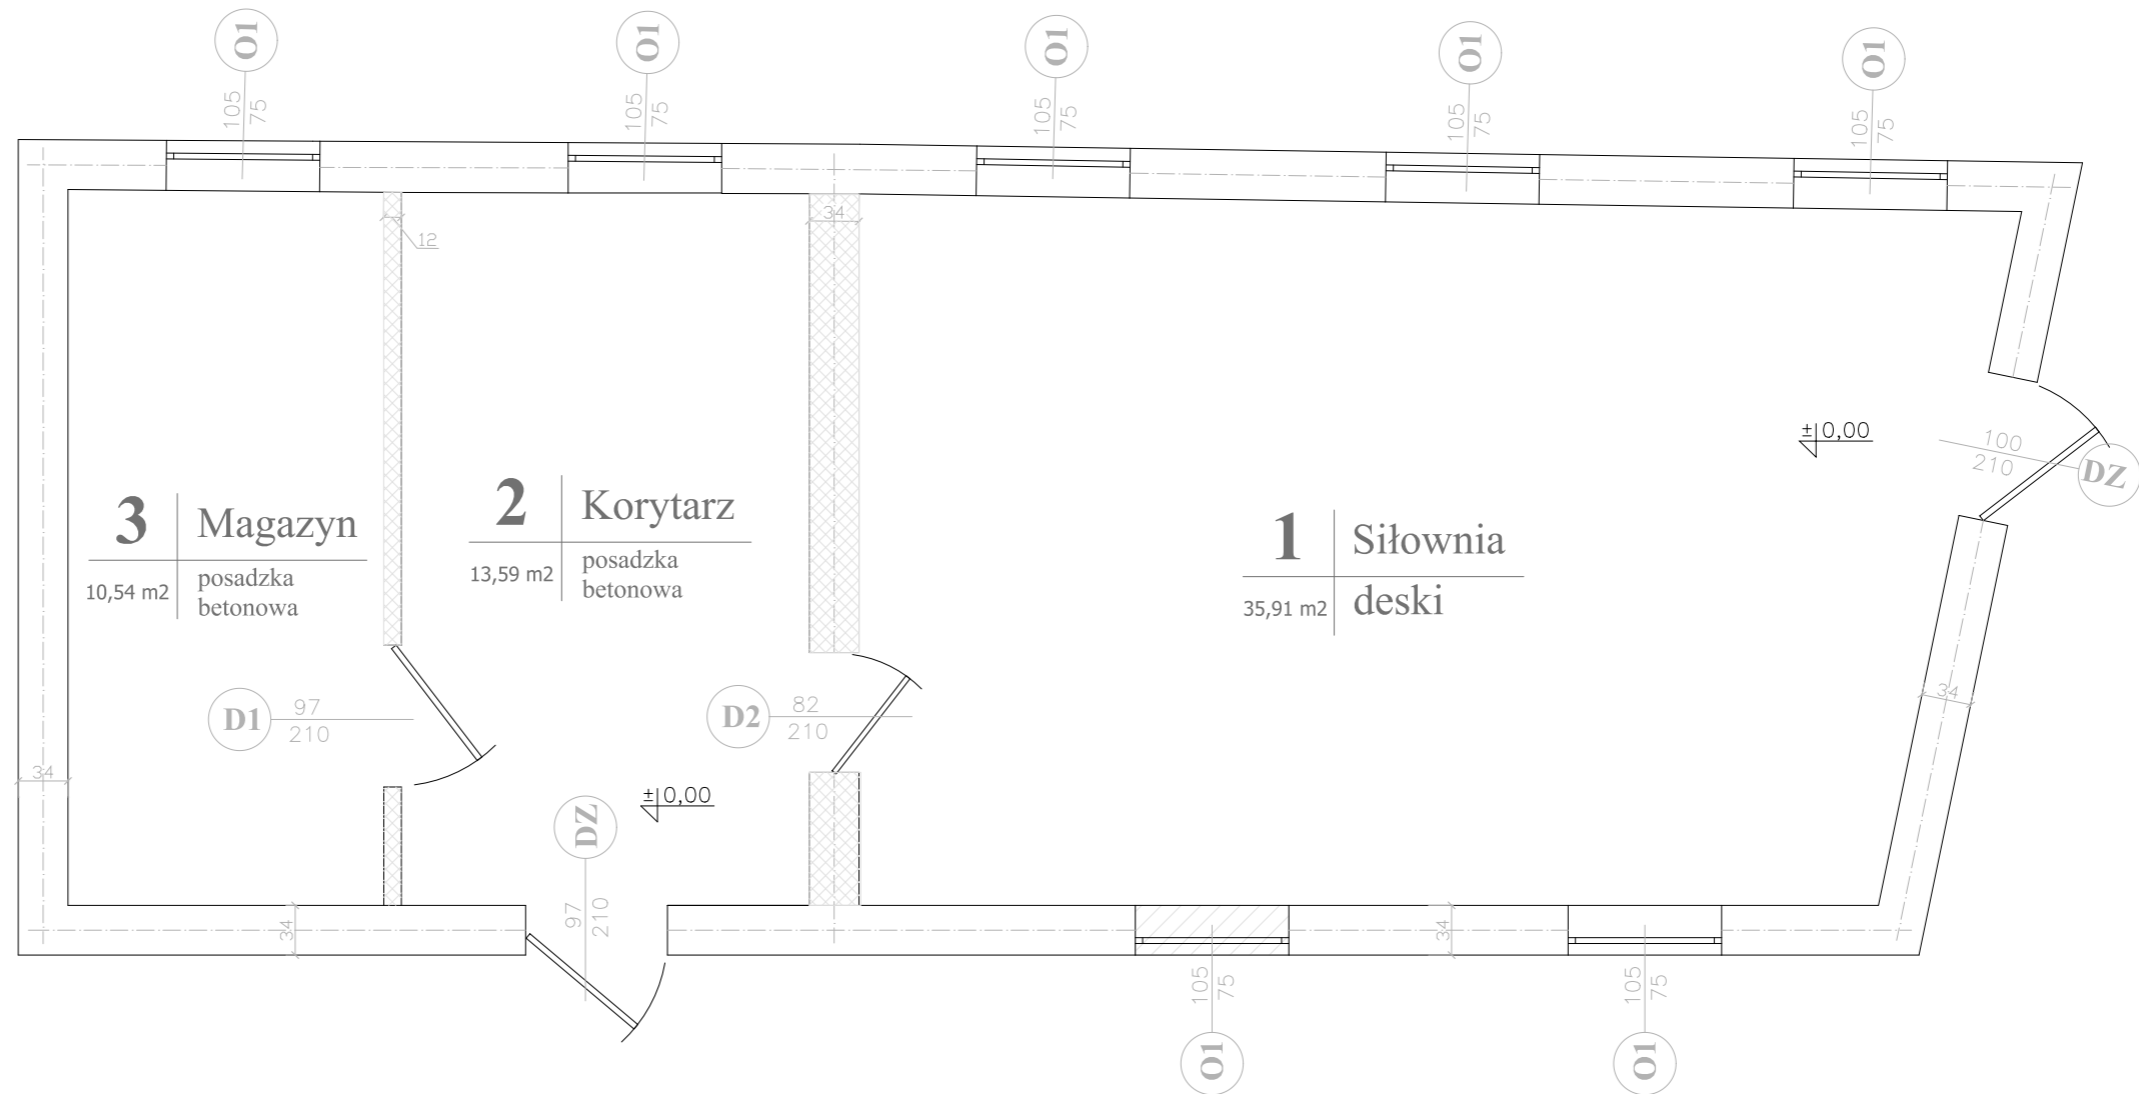 O1
O1
O1
O1
O1
105
75
105
75
105
75
105
75
105
75
34
12
±0,00
100
210
DZ
3 Magazyn
10,54 m2
posadzka
betonowa
2 Korytarz
13,59 m2
posadzka
betonowa
1 Siłownia
35,91 m2
deski
D1
97
210
D2
82
210
34
34
±0,00
DZ
97
210
34
34
105
75
105
75
O1
O1